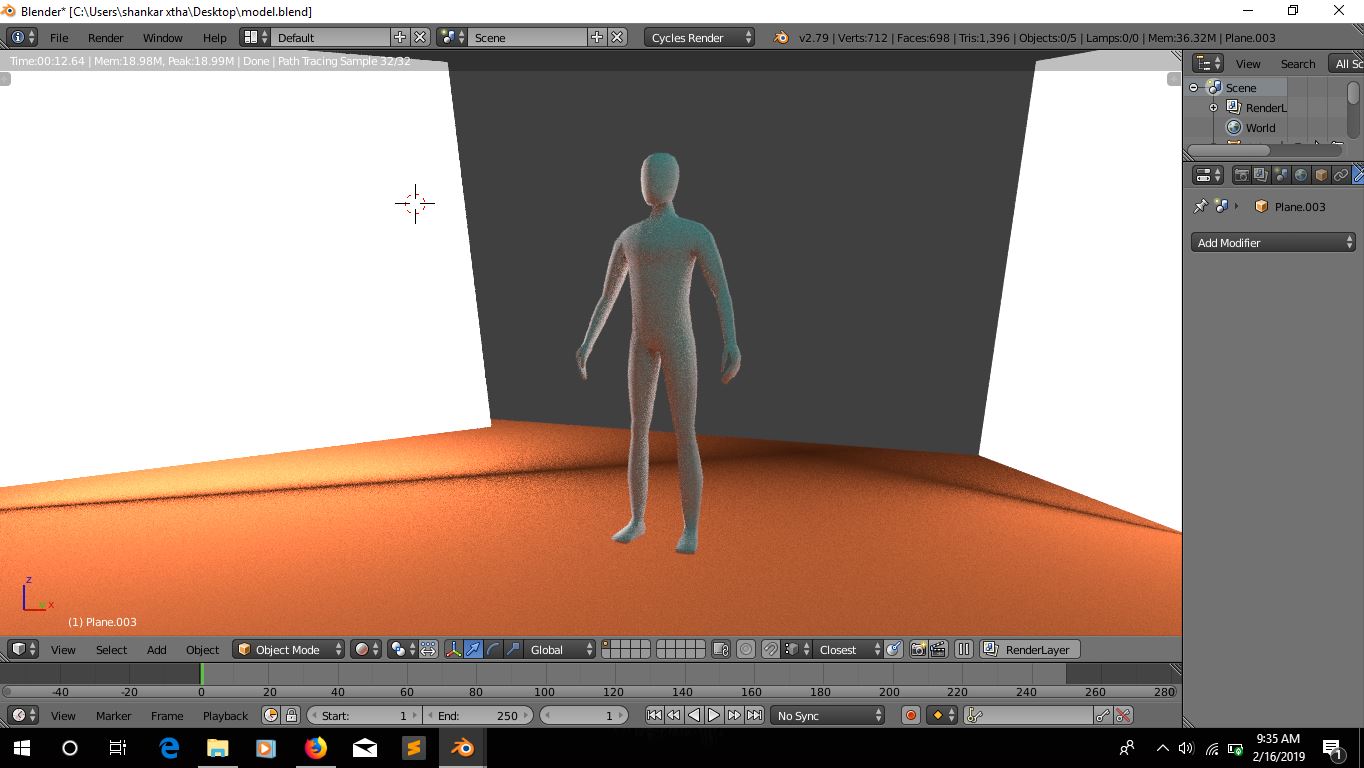 Blender* [C:\Users\shankar xtha\Desktop\model.blend]
File Render Window Help Default Scene Cycles Render v2.79 | Verts:712 | Faces:698 | Tris:1,396 | Objects:0/5 | Lamps:0/0 | Mem:36.32M | Plane.003
Time:00:12.64 | Mem:18.98M, Peak:18.99M | Done | Path Tracing Sample 32/32
View Search All Sc
Scene
RenderL
World
Plane.003
Add Modifier
z
x
(1) Plane.003
View Select Add Object Object Mode Global Closest RenderLayer
-40 -20 0 20 40 60 80 100 120 140 160 180 200 220 240 260 280
View Marker Frame Playback Start: 1 End: 250 1 No Sync
9:35 AM
2/16/2019
1